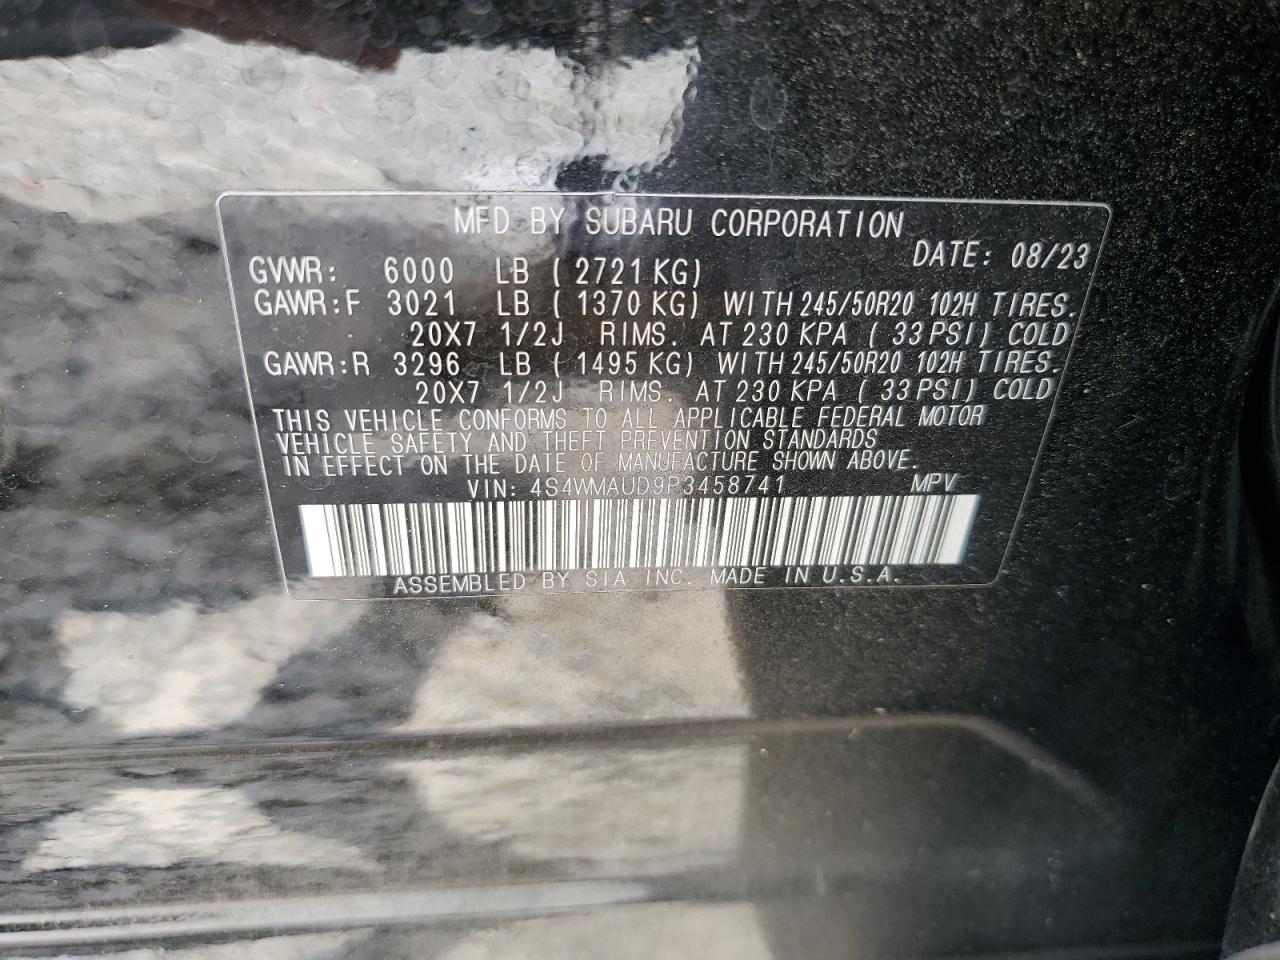 MFD BY SUBARU CORPORATION
DATE: 08/23
GVWR: 6000 LB (2721 KG)
GAWR:F 3021 LB (1370 KG) WITH 245/50R20 102H TIRES.
20X7 1/2J RIMS. AT 230 KPA (33 PSI) COLD
GAWR:R 3296 LB (1495 KG) WITH 245/50R20 102H TIRES.
20X7 1/2J RIMS. AT 230 KPA (33 PSI) COLD
THIS VEHICLE CONFORMS TO ALL APPLICABLE FEDERAL MOTOR
VEHICLE SAFETY AND THEFT PREVENTION STANDARDS
IN EFFECT ON THE DATE OF MANUFACTURE SHOWN ABOVE.
VIN: 4S4WMAUD9P3458741 MPV
ASSEMBLED BY SIA INC. MADE IN U.S.A.